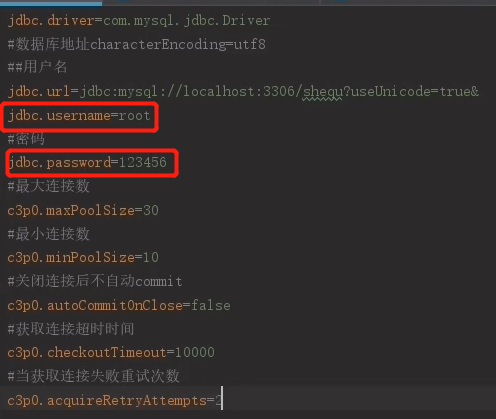 jdbc.driver=com.mysql.jdbc.Driver
#数据库地址characterEncoding=utf8
##用户名
jdbc.url=jdbc:mysql://localhost:3306/shequ?useUnicode=true&
jdbc.username=root
#密码
jdbc.password=123456
#最大连接数
c3p0.maxPoolSize=30
#最小连接数
c3p0.minPoolSize=10
#关闭连接后不自动commit
c3p0.autoCommitOnClose=false
#获取连接超时时间
c3p0.checkoutTimeout=10000
#当获取连接失败重试次数
c3p0.acquireRetryAttempts=2